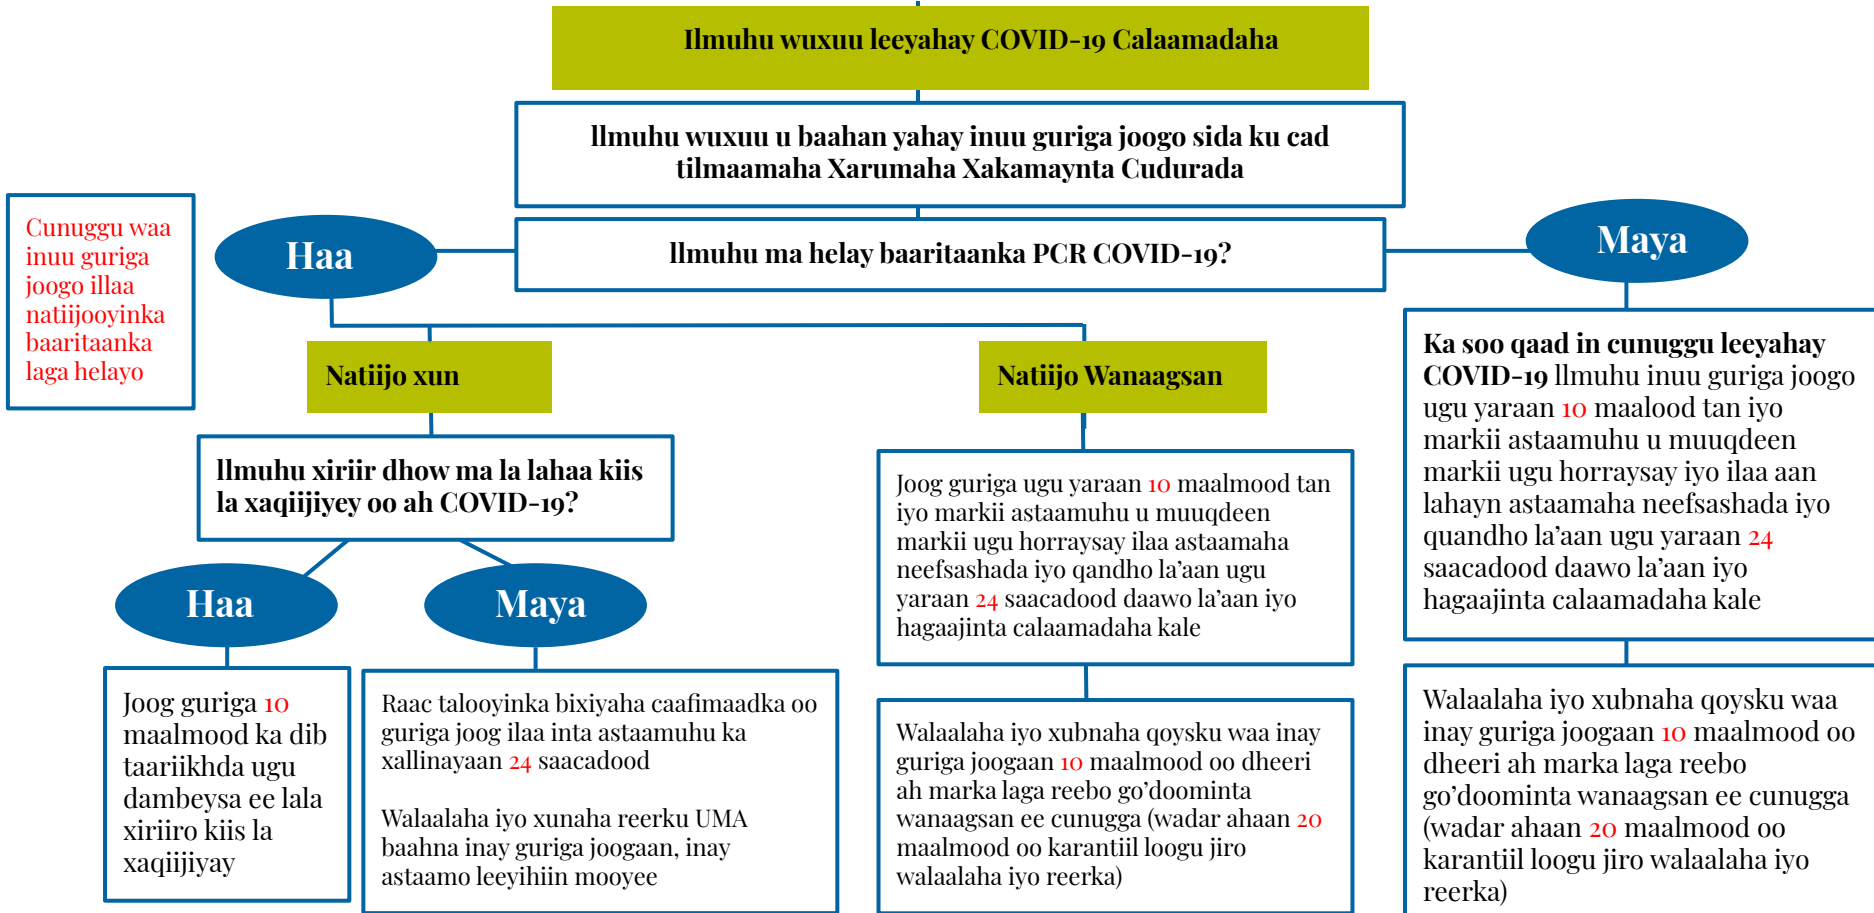 Ilmuhu wuxuu leeyahay COVID-19 Calaamadaha
llmuhu wuxuu u baahan yahay inuu guriga joogo sida ku cad
tilmaamaha Xarumaha Xakamaynta Cudurada
Cunuggu waa
inuu guriga
joogo illaa
natiijooyinka
baaritaanka
laga helayo
Haa
llmuhu ma helay baaritaanka PCR COVID-19?
Maya
Natiijo xun
Natiijo Wanaagsan
llmuhu xiriir dhow ma la lahaa kiis
la xaqiijiyey oo ah COVID-19?
Haa
Maya
Joog guriga 10
maalmood ka dib
taariikhda ugu
dambeysa ee lala
xiriiro kiis la
xaqiijiyay
Raac talooyinka bixiyaha caafimaadka oo
guriga joog ilaa inta astaamuhu ka
xallinayaan 24 saacadood
Walaalaha iyo xunaha reerku UMA
baahna inay guriga joogaan, inay
astaamo leeyihiin mooyee
Joog guriga ugu yaraan 10 maalmood tan
iyo markii astaamuhu u muuqdeen
markii ugu horraysay ilaa astaamaha
neefsashada iyo qandho la'aan ugu
yaraan 24 saacadood daawo la'aan iyo
hagaajinta calaamadaha kale
Walaalaha iyo xubnaha qoysku waa inay
guriga joogaan 10 maalmood oo dheeri
ah marka laga reebo go'doominta
wanaagsan ee cunugga (wadar ahaan 20
maalmood oo karantiil loogu jiro
walaalaha iyo reerka)
Ka soo qaad in cunuggu leeyahay
COVID-19 llmuhu inuu guriga joogo
ugu yaraan 10 maalood tan iyo
markii astaamuhu u muuqdeen
markii ugu horraysay iyo ilaa aan
lahayn astaamaha neefsashada iyo
quandho la'aan ugu yaraan 24
saacadood daawo la'aan iyo
hagaajinta calaamadaha kale
Walaalaha iyo xubnaha qoysku waa
inay guriga joogaan 10 maalmood oo
dheeri ah marka laga reebo
go'doominta wanaagsan ee cunugga
(wadar ahaan 20 maalmood oo
karantiil loogu jiro walaalaha iyo
reerka)